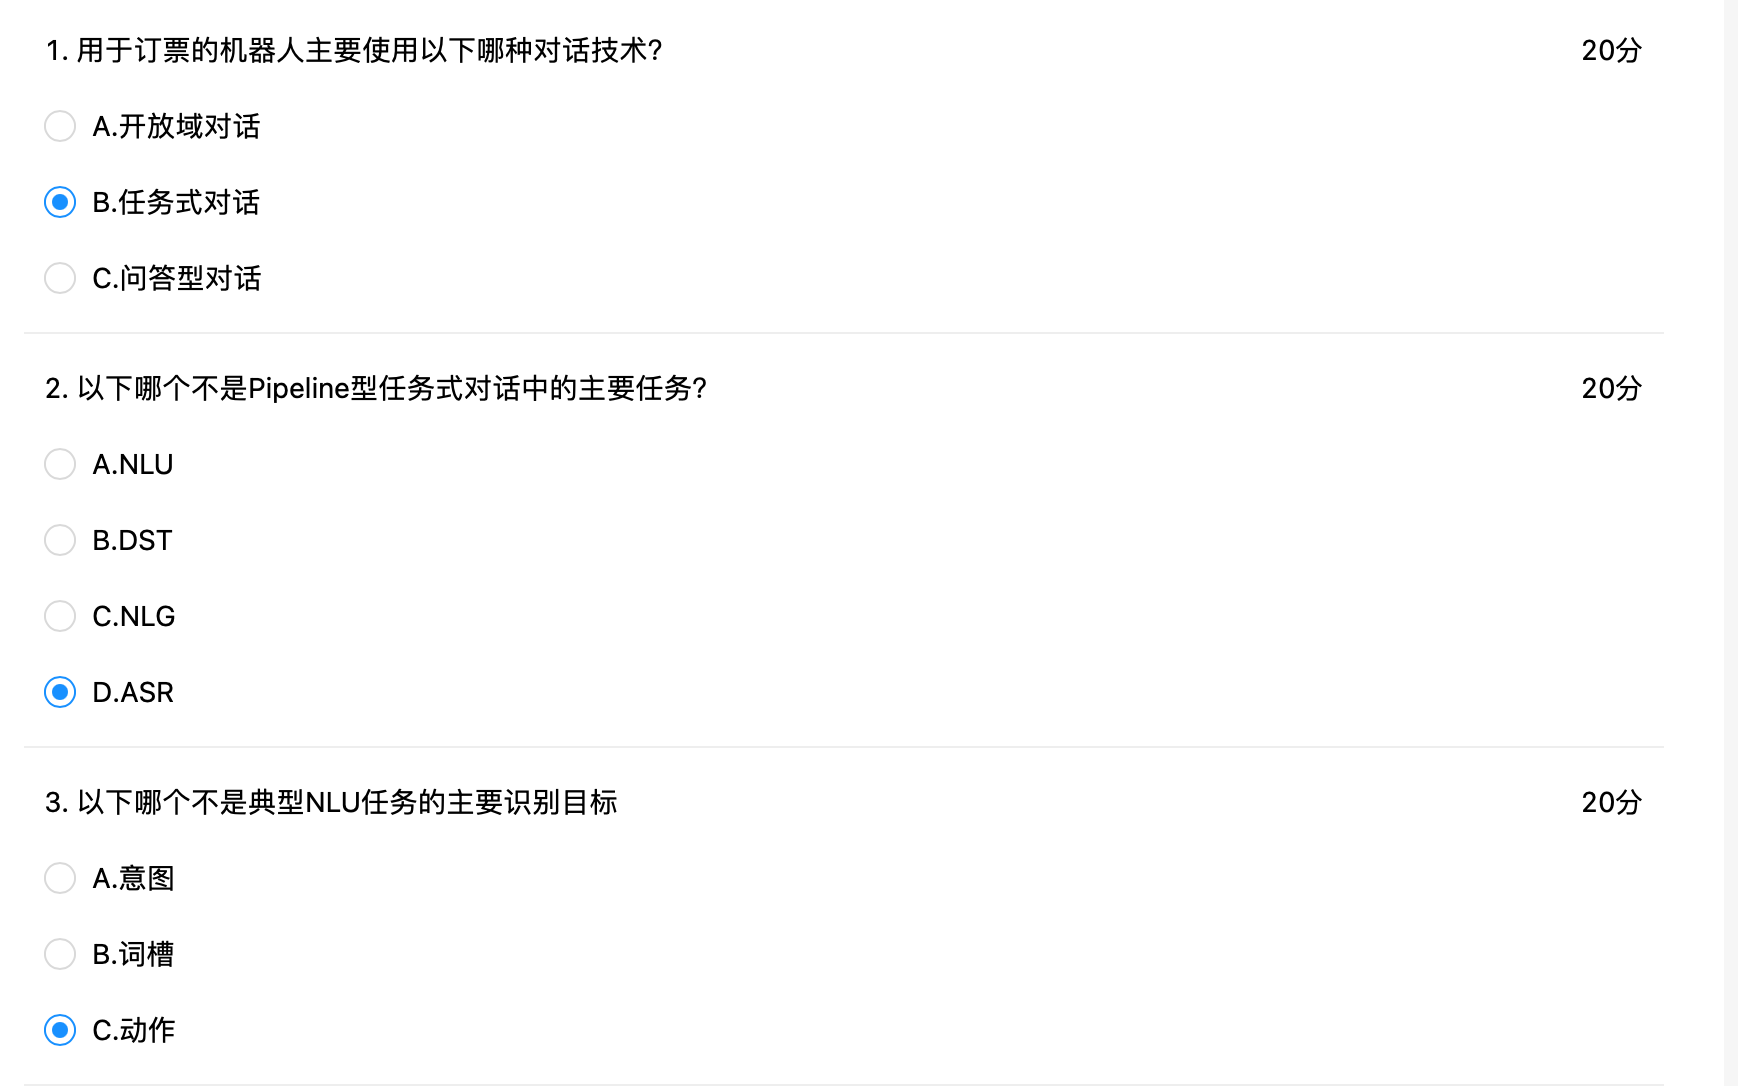 1. 用于订票的机器人主要使用以下哪种对话技术? 20分
A.开放域对话
B.任务式对话
C.问答型对话
2. 以下哪个不是Pipeline型任务式对话中的主要任务? 20分
A.NLU
B.DST
C.NLG
D.ASR
3. 以下哪个不是典型NLU任务的主要识别目标 20分
A.意图
B.词槽
C.动作